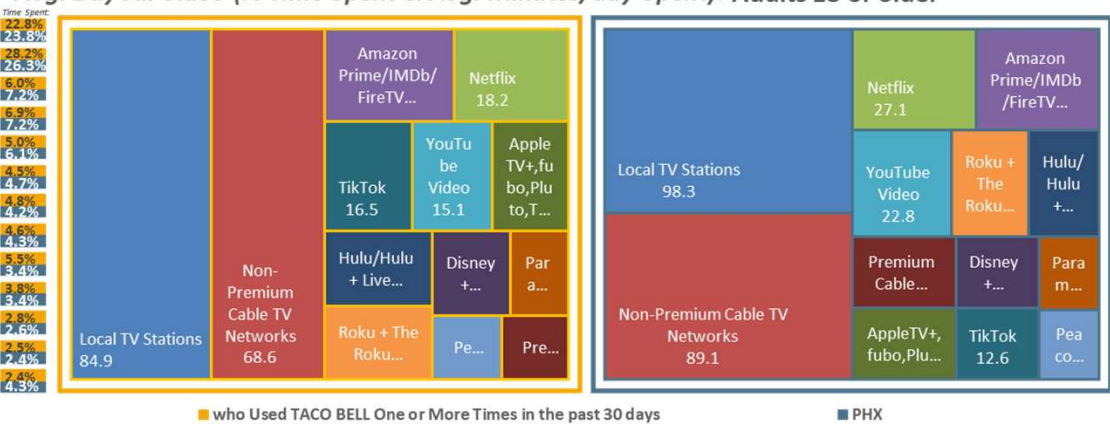 Time Spent
22.8%
23.8%
28.2%
26.3%
6.0%
7.2%
6.9%
7.2%
5.0%
6.1%
4.5%
4.7%
4.8%
4.2%
4.6%
4.3%
5.5%
3.4%
3.8%
3.4%
2.8%
2.6%
2.5%
2.4%
2.4%
4.3%
Local TV Stations
84.9
Non-
Premium
Cable TV
Networks
68.6
Amazon
Prime/IMDb/
FireTV...
Netflix
18.2
TikTok
16.5
YouTu
be
Video
15.1
Apple
TV+,fu
bo,Plu
to,T...
Hulu/Hulu
+ Live...
Disney
+...
Par
a...
Roku + The
Roku...
Pe...
Pre...
Local TV Stations
98.3
Non-Premium Cable TV
Networks
89.1
Netflix
27.1
Amazon
Prime/IMDb
/FireTV...
YouTube
Video
22.8
Roku +
The
Roku...
Hulu/
Hulu
+...
Premium
Cable...
Disney
+...
Para
m...
AppleTV+,
fubo,Plu...
TikTok
12.6
Pea
co...
who Used TACO BELL One or More Times in the past 30 days
PHX